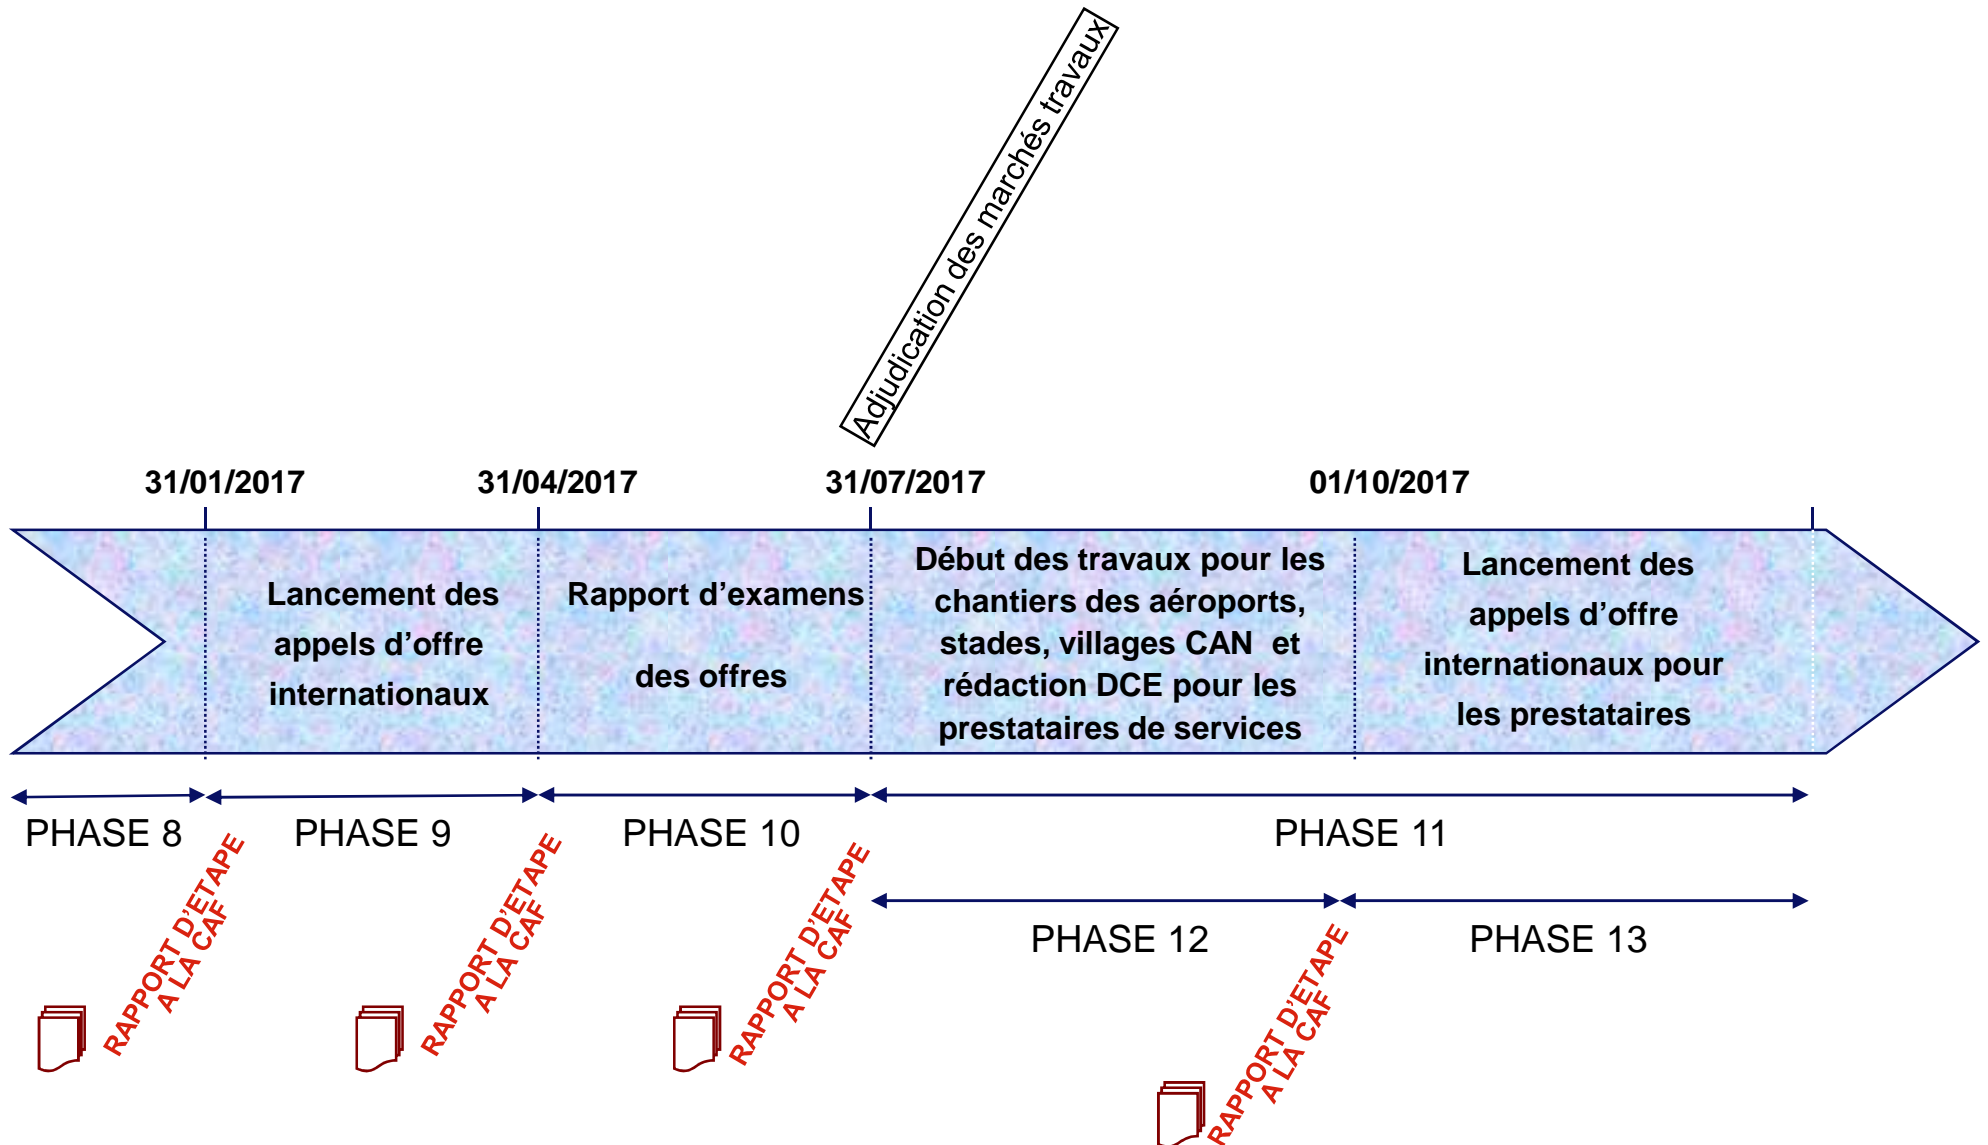 Adjudication des marchés travaux
31/01/2017
31/04/2017
31/07/2017
01/10/2017
Lancement des
appels d’offre
internationaux
Rapport d’examens
des offres
Début des travaux pour les
chantiers des aéroports,
stades, villages CAN et
rédaction DCE pour les
prestataires de services
Lancement des
appels d’offre
internationaux pour
les prestataires
PHASE 8
PHASE 9
PHASE 10
PHASE 11
RAPPORT D’ETAPE
A LA CAF
RAPPORT D’ETAPE
A LA CAF
RAPPORT D’ETAPE
A LA CAF
PHASE 12
PHASE 13
RAPPORT D’ETAPE
A LA CAF